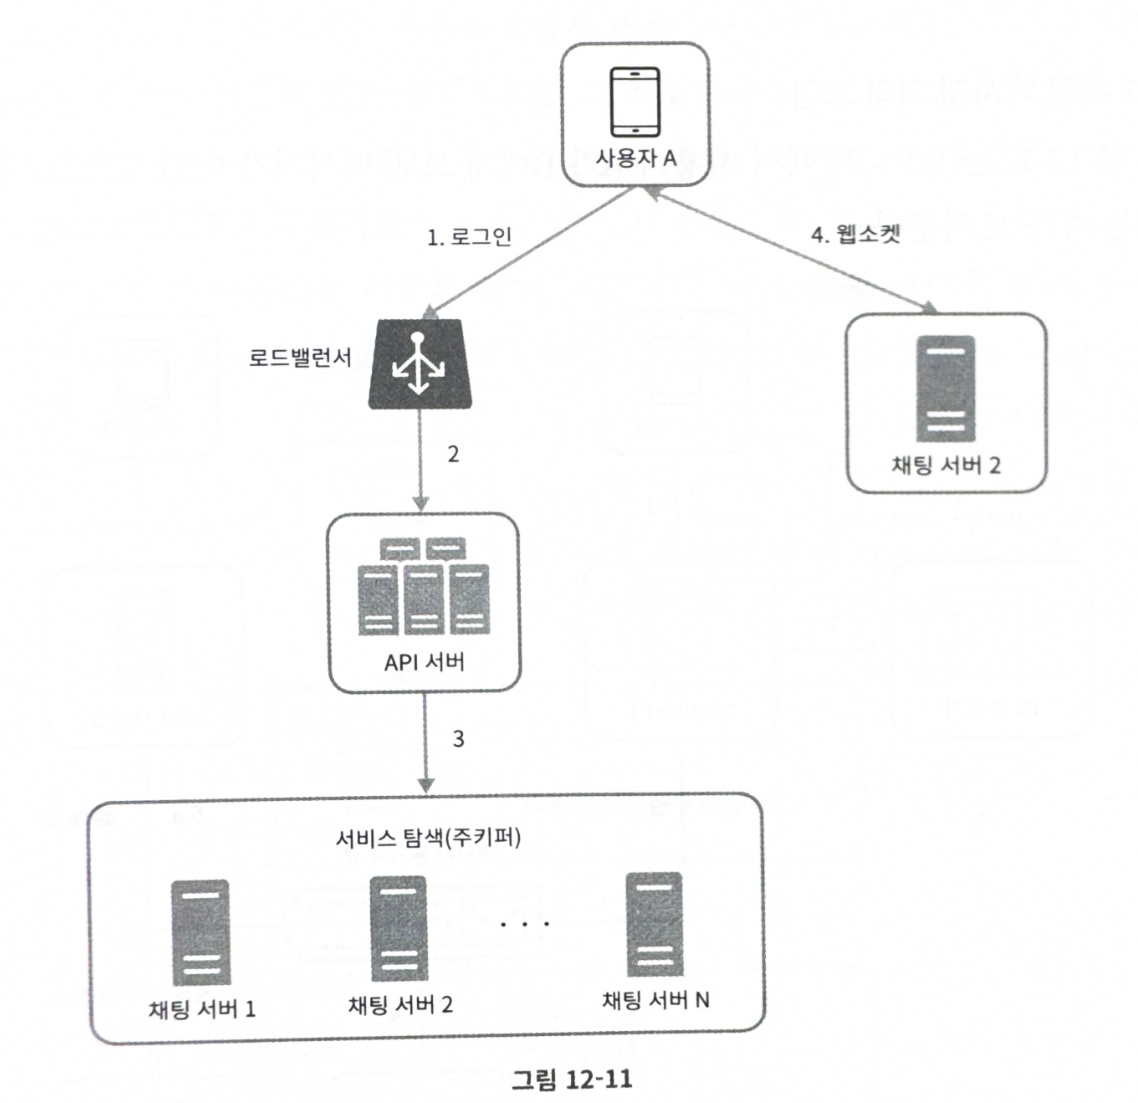 사용자 A
1. 로그인
4. 웹소켓
로드밸런서
2
채팅 서버 2
API 서버
3
서비스 탐색(주키퍼)
. . .
채팅 서버 1
채팅 서버 2
채팅 서버 N
그림 12-11